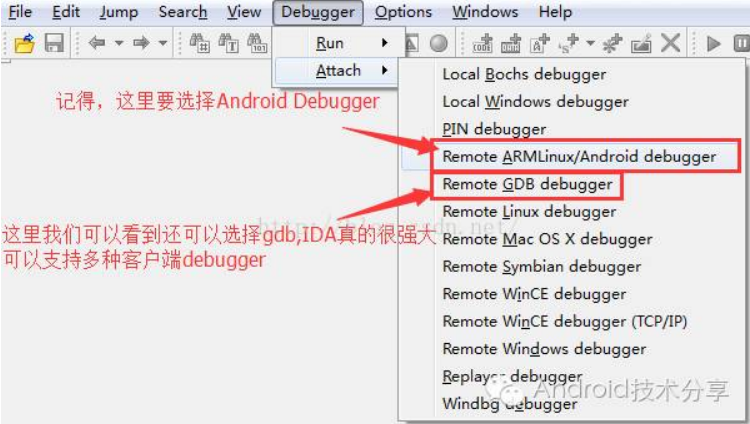 File Edit Jump Search View Debugger Options Windows Help
Run
Attach
记得，这里要选择Android Debugger
Local Bochs debugger
Local Windows debugger
PIN debugger
Remote ARMLinux/Android debugger
Remote GDB debugger
Remote Linux debugger
Remote Mac OS X debugger
Remote Symbian debugger
Remote WinCE debugger
Remote WinCE debugger (TCP/IP)
Remote Windows debugger
Replayer debugger
Windbg debugger
这里我们可以看到还可以选择gdb,IDA真的很强大
可以支持多种客户端debugger
Android技术分享